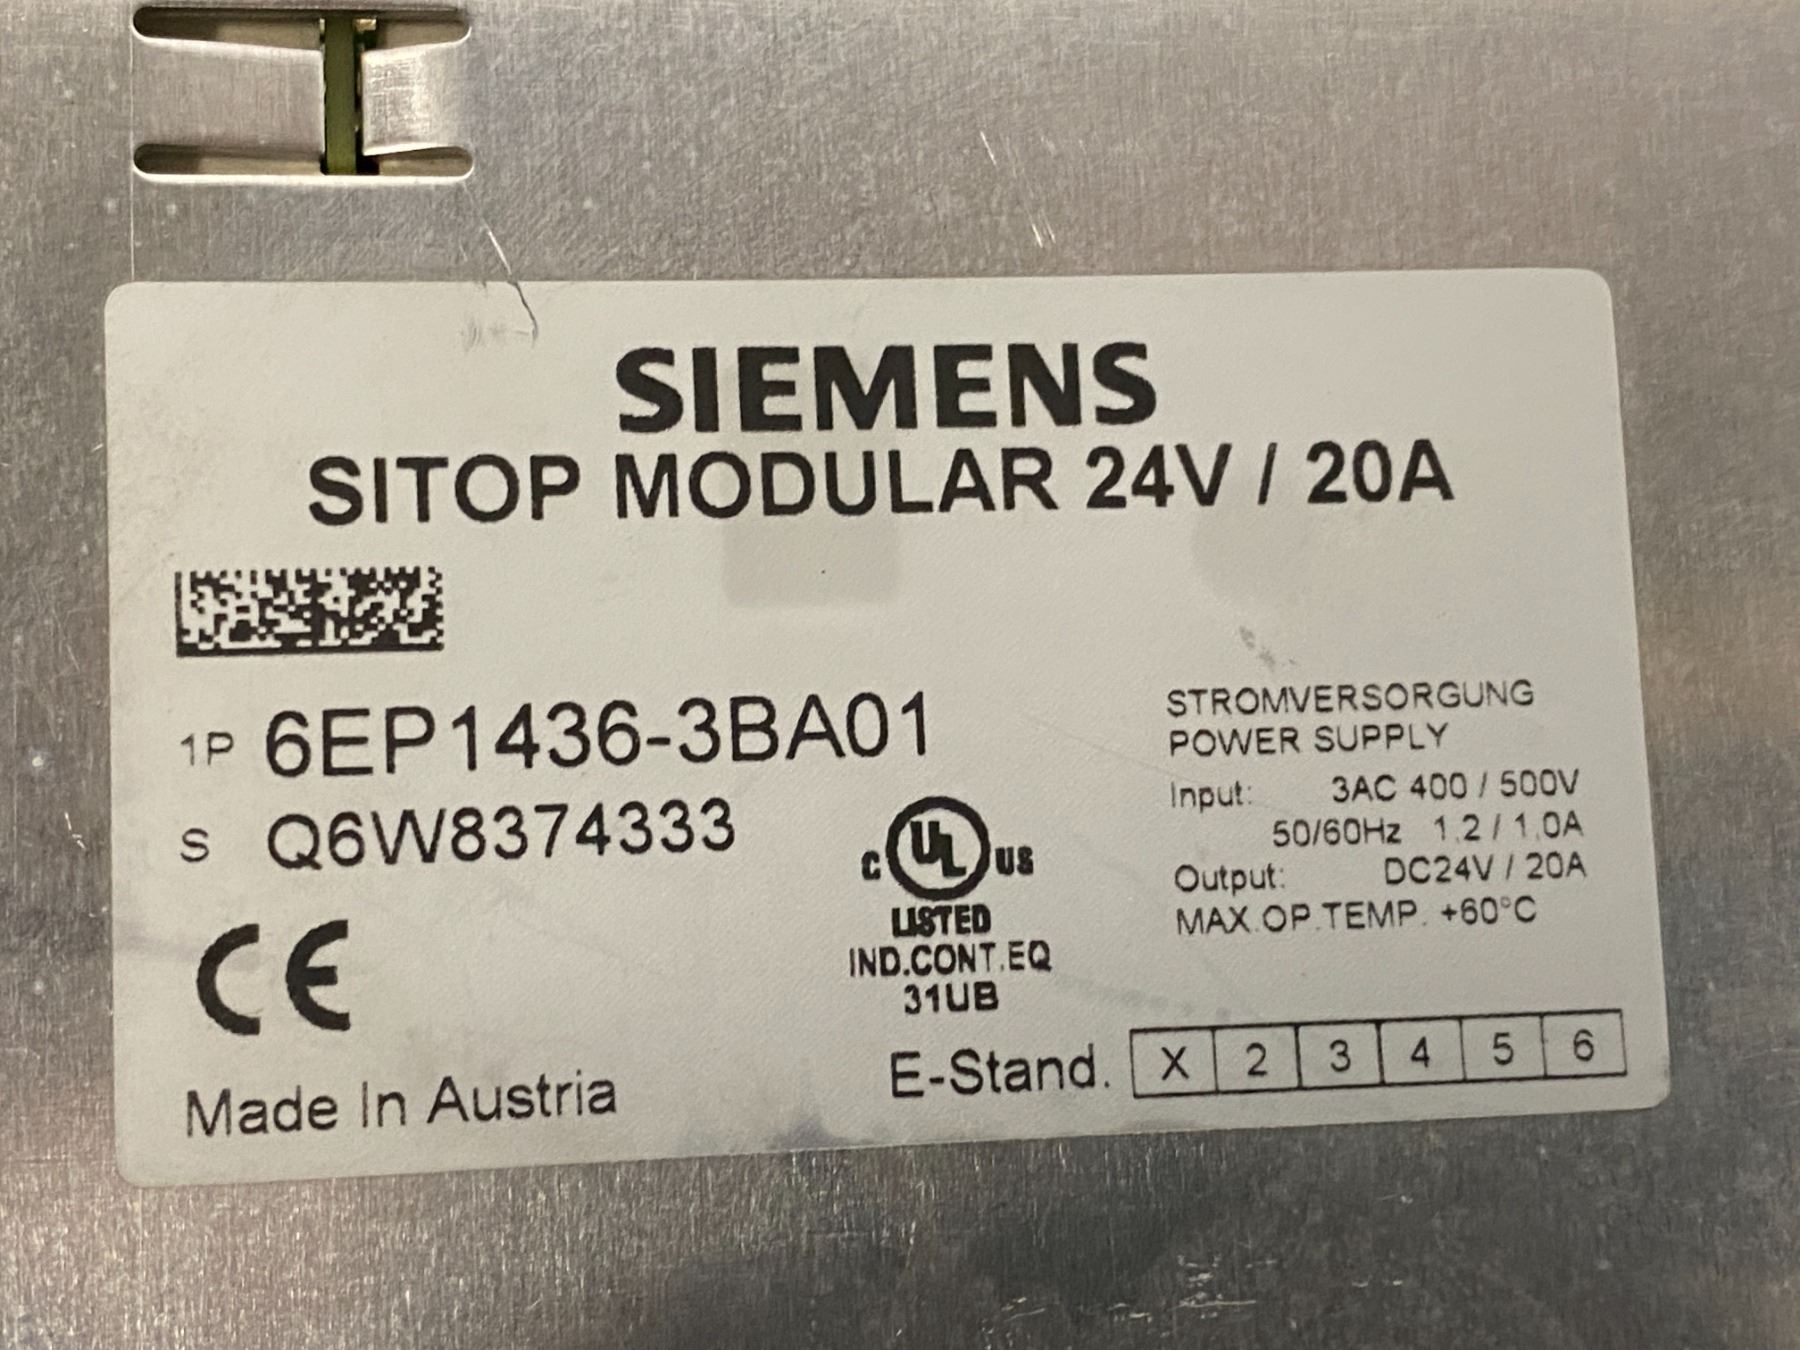 SIEMENS
SITOP MODULAR 24V / 20A
1P 6EP1436-3BA01
S Q6W8374333
C UL US
LISTED
IND.CONT.EQ
31UB
CE
Made In Austria
STROMVERSORGUNG
POWER SUPPLY
Input: 3AC 400 / 500V
50/60Hz 1.2 / 1.0A
Output: DC24V / 20A
MAX.OP.TEMP. +60°C
E-Stand. X 2 3 4 5 6